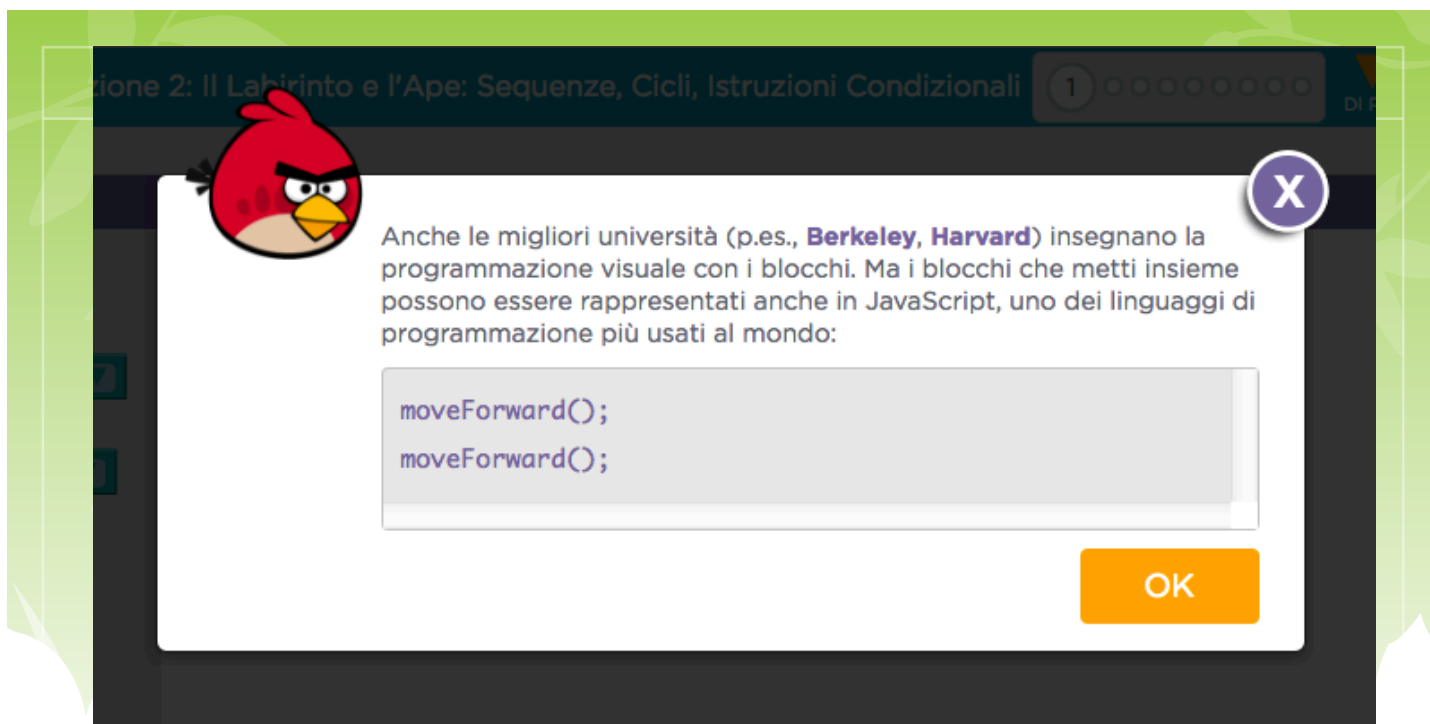 zione 2: Il Labirinto e l'Ape: Sequenze, Cicli, Istruzioni Condizionali 1
X
Anche le migliori università (p.es., Berkeley, Harvard) insegnano la
programmazione visuale con i blocchi. Ma i blocchi che metti insieme
possono essere rappresentati anche in JavaScript, uno dei linguaggi di
programmazione più usati al mondo:
moveForward();
moveForward();
OK